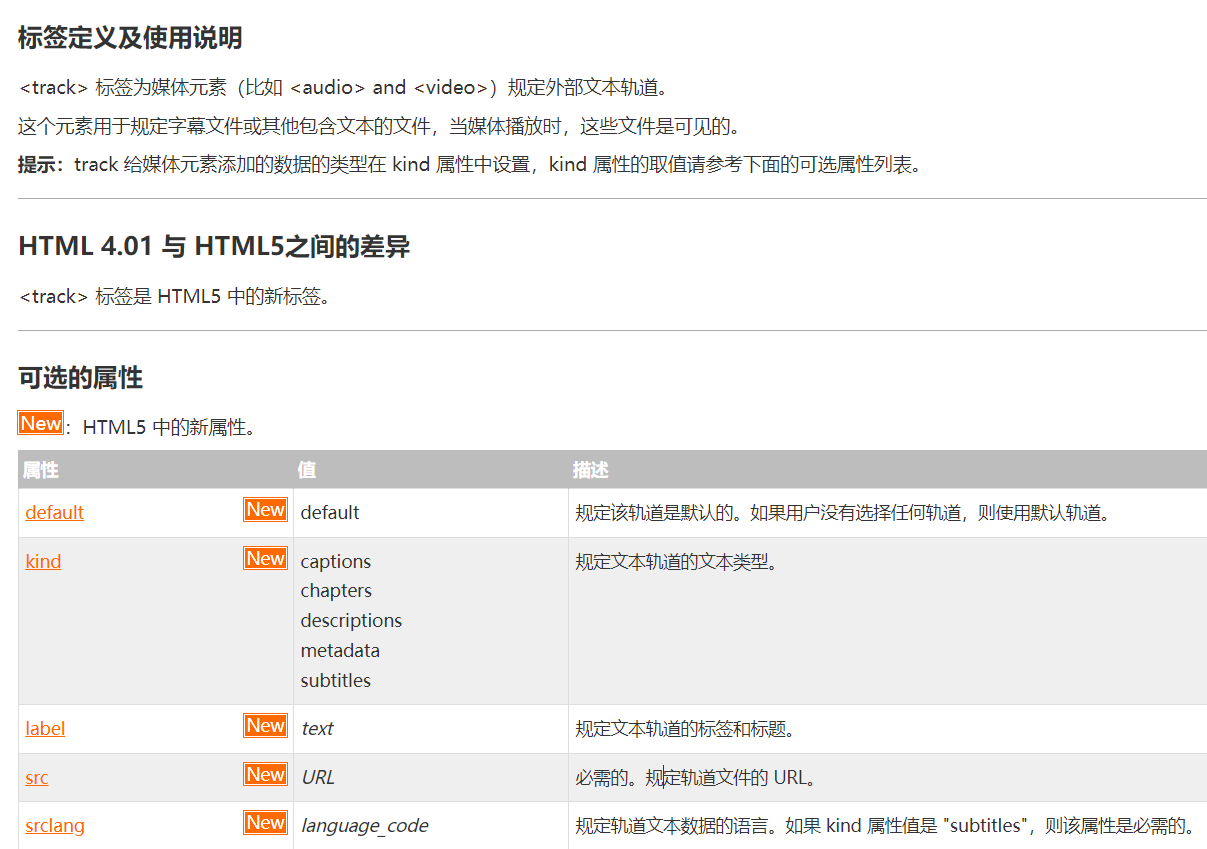 标签定义及使用说明
<track> 标签为媒体元素（比如 <audio> and <video>）规定外部文本轨道。
这个元素用于规定字幕文件或其他包含文本的文件，当媒体播放时，这些文件是可见的。
提示：track 给媒体元素添加的数据的类型在 kind 属性中设置，kind 属性的取值请参考下面的可选属性列表。
HTML 4.01 与 HTML5之间的差异
<track> 标签是 HTML5 中的新标签。
可选的属性
New：HTML5 中的新属性。
属性 值 描述
default New default 规定该轨道是默认的。如果用户没有选择任何轨道，则使用默认轨道。
kind New captions 规定文本轨道的文本类型。
chapters
descriptions
metadata
subtitles
label New text 规定文本轨道的标签和标题。
src New URL 必需的。规定轨道文件的 URL。
srclang New language_code 规定轨道文本数据的语言。如果 kind 属性值是 "subtitles"，则该属性是必需的。